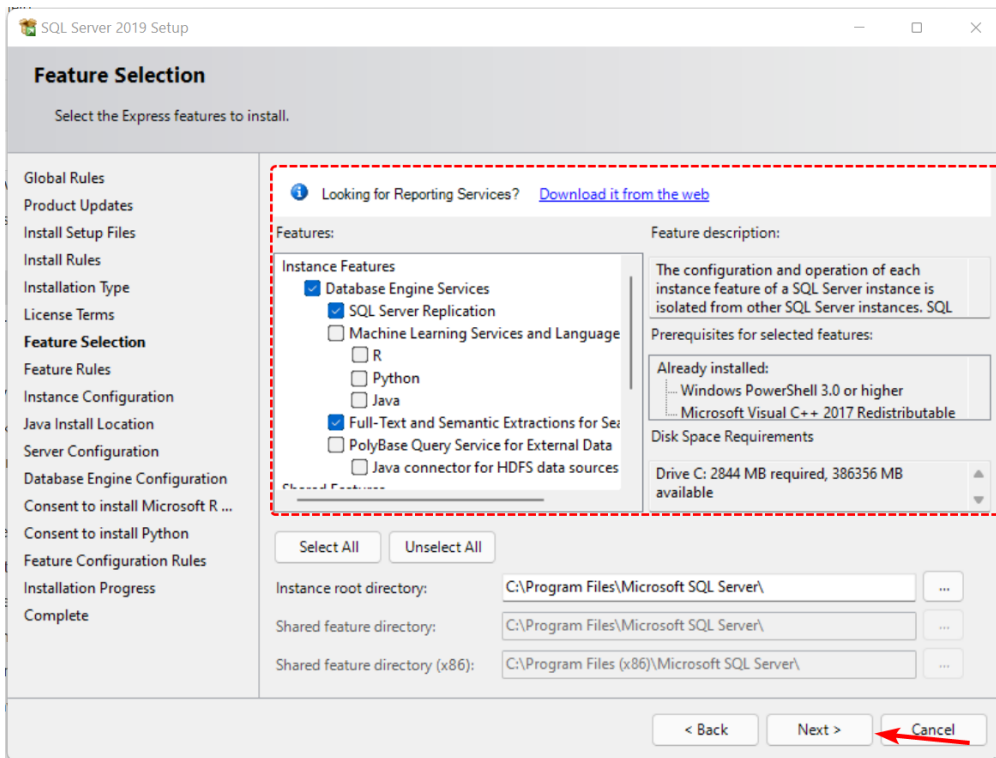 SQL Server 2019 Setup
Feature Selection
Select the Express features to install.
Global Rules
Product Updates
Install Setup Files
Install Rules
Installation Type
License Terms
Feature Selection
Feature Rules
Instance Configuration
Java Install Location
Server Configuration
Database Engine Configuration
Consent to install Microsoft R ...
Consent to install Python
Feature Configuration Rules
Installation Progress
Complete
Looking for Reporting Services? Download it from the web
Features:
Instance Features
Database Engine Services
SQL Server Replication
Machine Learning Services and Language
R
Python
Java
Full-Text and Semantic Extractions for Sea
PolyBase Query Service for External Data
Java connector for HDFS data sources
Shared Features
Feature description:
The configuration and operation of each
instance feature of a SQL Server instance is
isolated from other SQL Server instances. SQL
Prerequisites for selected features:
Already installed:
Windows PowerShell 3.0 or higher
Microsoft Visual C++ 2017 Redistributable
Disk Space Requirements
Drive C: 2844 MB required, 386356 MB
available
Select All Unselect All
Instance root directory: C:\Program Files\Microsoft SQL Server\ ...
Shared feature directory: C:\Program Files\Microsoft SQL Server\ ...
Shared feature directory (x86): C:\Program Files (x86)\Microsoft SQL Server\ ...
< Back Next > Cancel